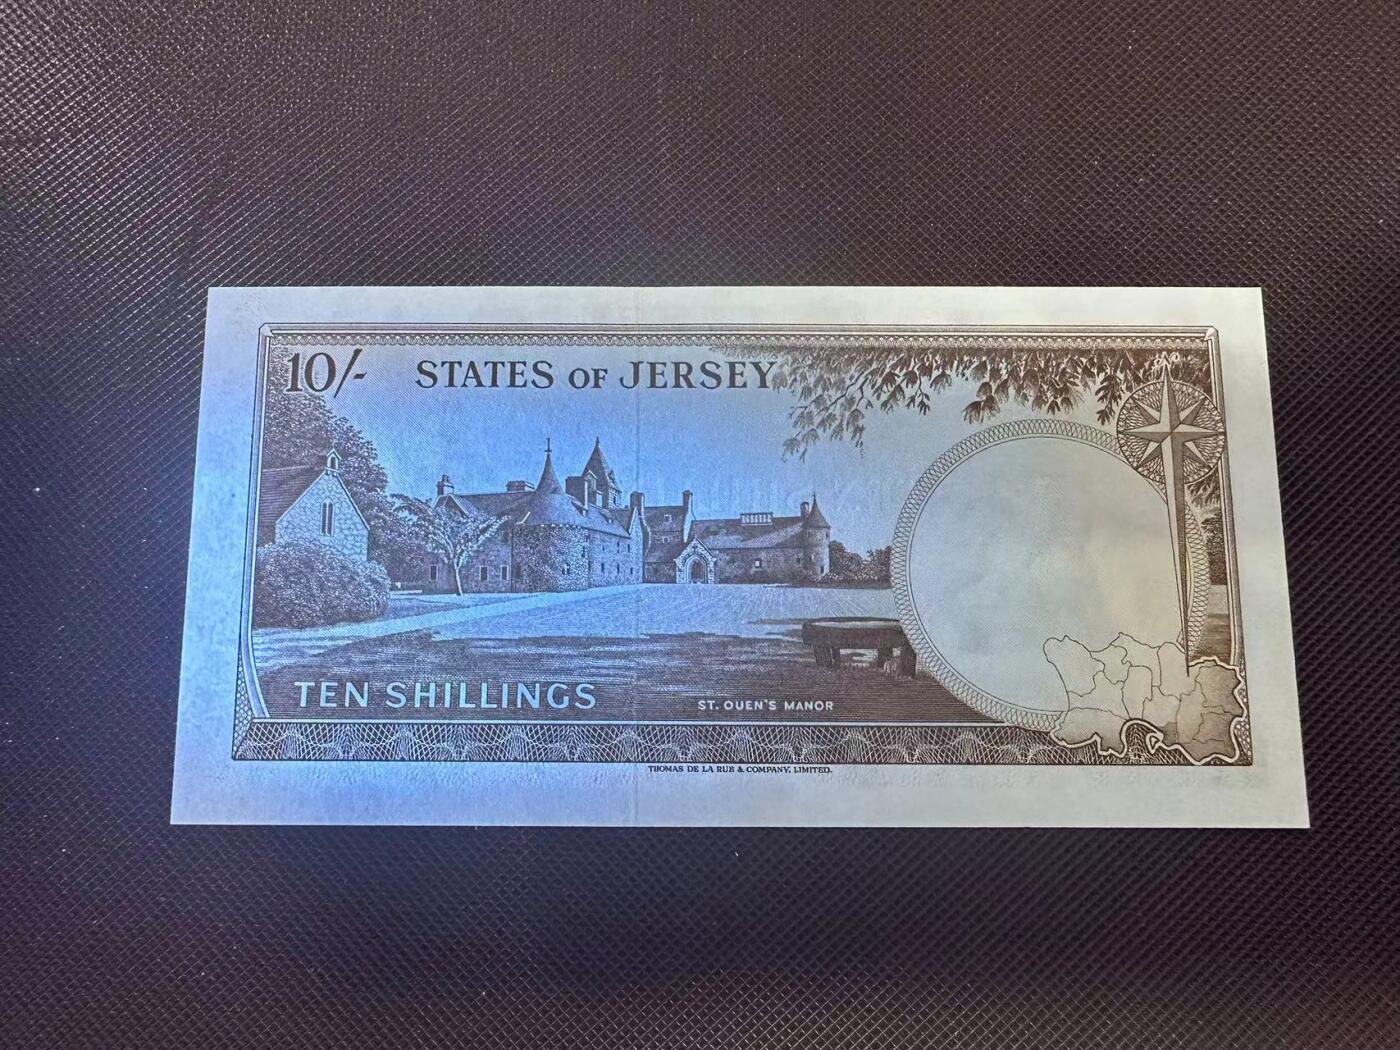 10/-
STATES OF JERSEY
TEN SHILLINGS
ST. OUEN'S MANOR
THOMAS DE LA RUE & COMPANY, LIMITED.